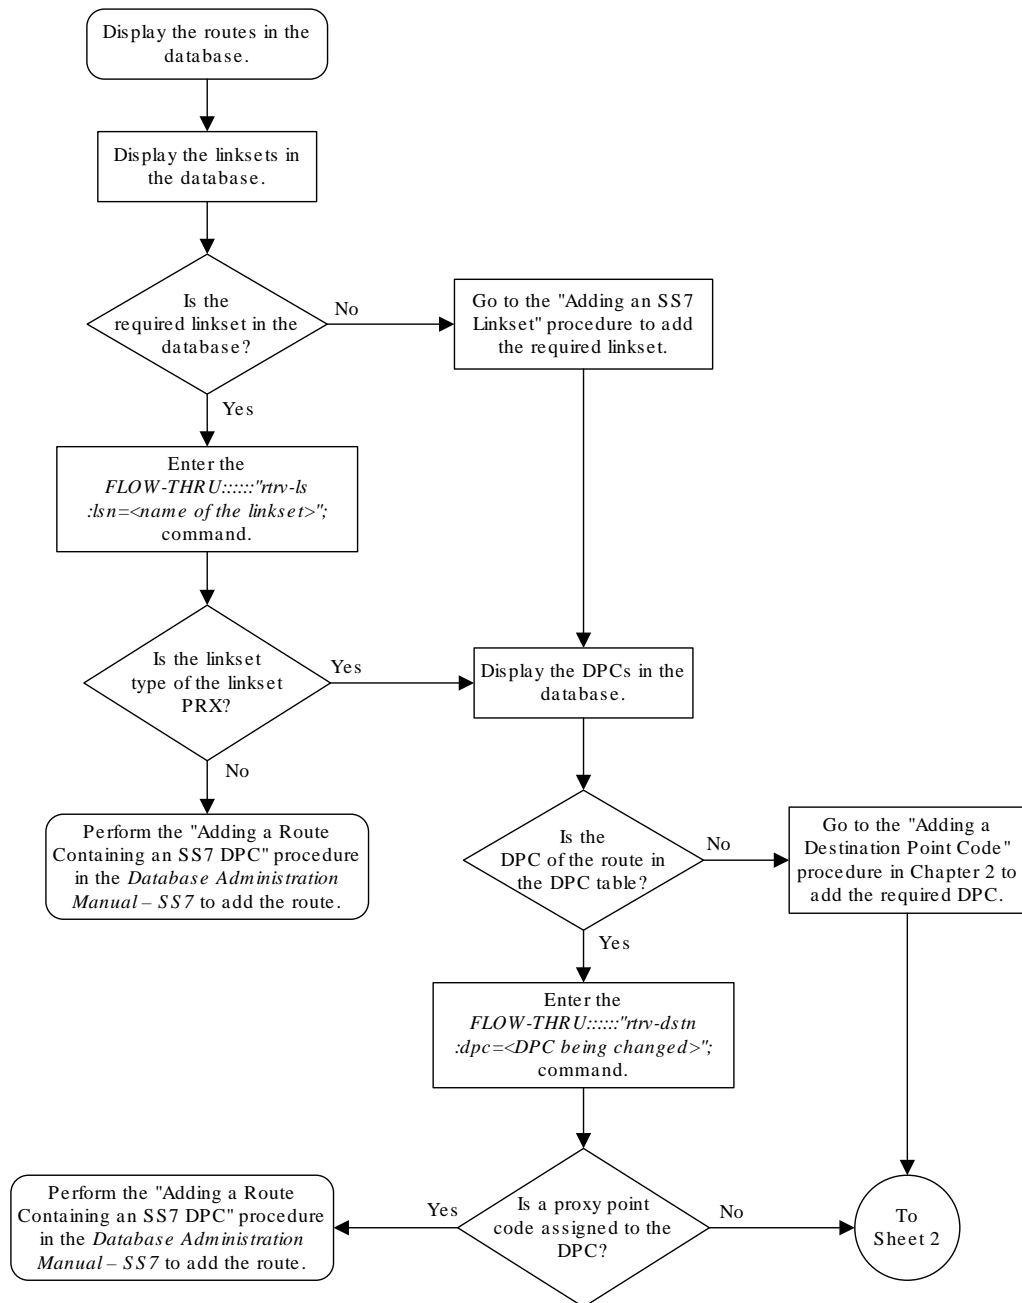 Display the routes in the
database.
Display the linksets in
the database.
Is the
required linkset in the
database?
No
Go to the "Adding an SS7
Linkset" procedure to add
the required linkset.
Yes
Enter the
FLOW-THRU::::::"rtrv-ls
:lsn=<name of the linkset>";
command.
Is the linkset
type of the linkset
PRX?
Yes
Display the DPCs in the
database.
No
Perform the "Adding a Route
Containing an SS7 DPC" procedure
in the Database Administration
Manual – SS7 to add the route.
Is the
DPC of the route in
the DPC table?
No
Go to the "Adding a
Destination Point Code"
procedure in Chapter 2 to
add the required DPC.
Yes
Enter the
FLOW-THRU::::::"rtrv-dstn
:dpc=<DPC being changed>";
command.
Is a proxy point
code assigned to the
DPC?
Yes
Perform the "Adding a Route
Containing an SS7 DPC" procedure
in the Database Administration
Manual – SS7 to add the route.
No
To
Sheet 2